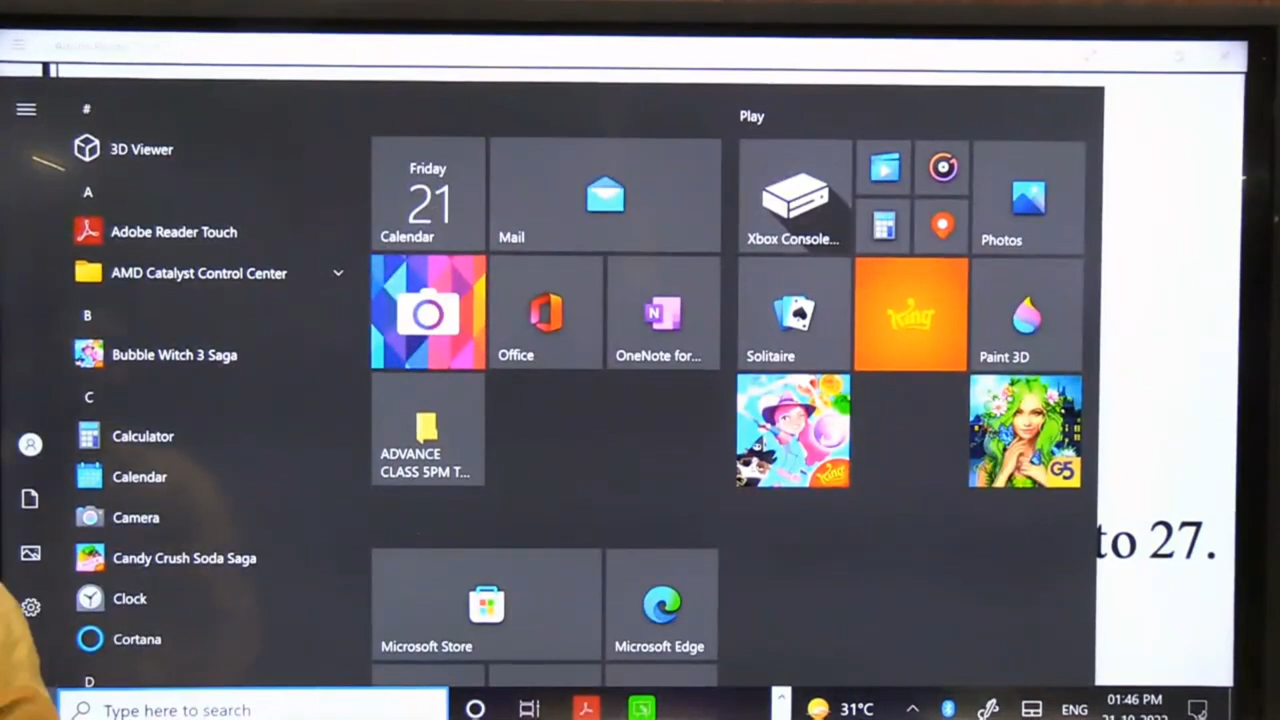 Play
#
3D Viewer
A
Adobe Reader Touch
AMD Catalyst Control Center
B
Bubble Witch 3 Saga
C
Calculator
Calendar
Camera
Candy Crush Soda Saga
Clock
Cortana
D
Friday
21
Calendar
Mail
Office
N
OneNote for...
ADVANCE
CLASS 5PM T...
Microsoft Store
Microsoft Edge
Xbox Console...
Photos
Solitaire
King
Paint 3D
King
G5
to 27.
Type here to search
31°C
ENG
01:46 PM